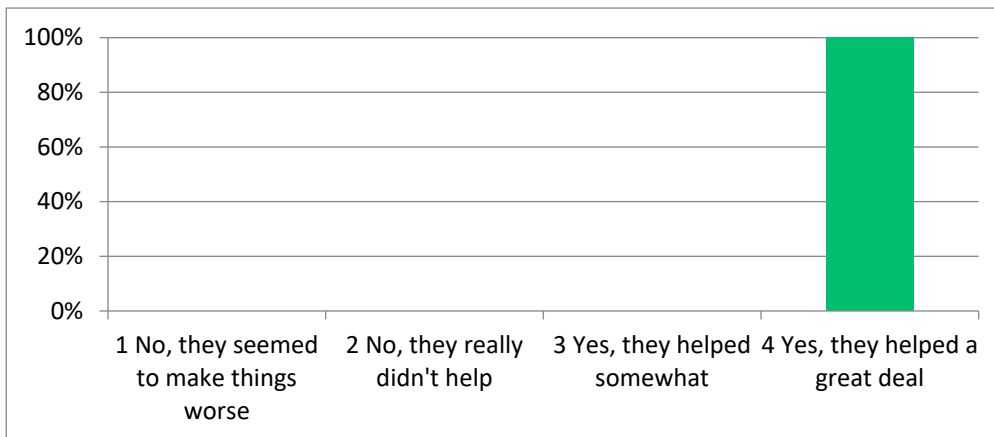 100%
80%
60%
40%
20%
0%
1 No, they seemed
to make things
worse
2 No, they really
didn't help
3 Yes, they helped
somewhat
4 Yes, they helped a
great deal